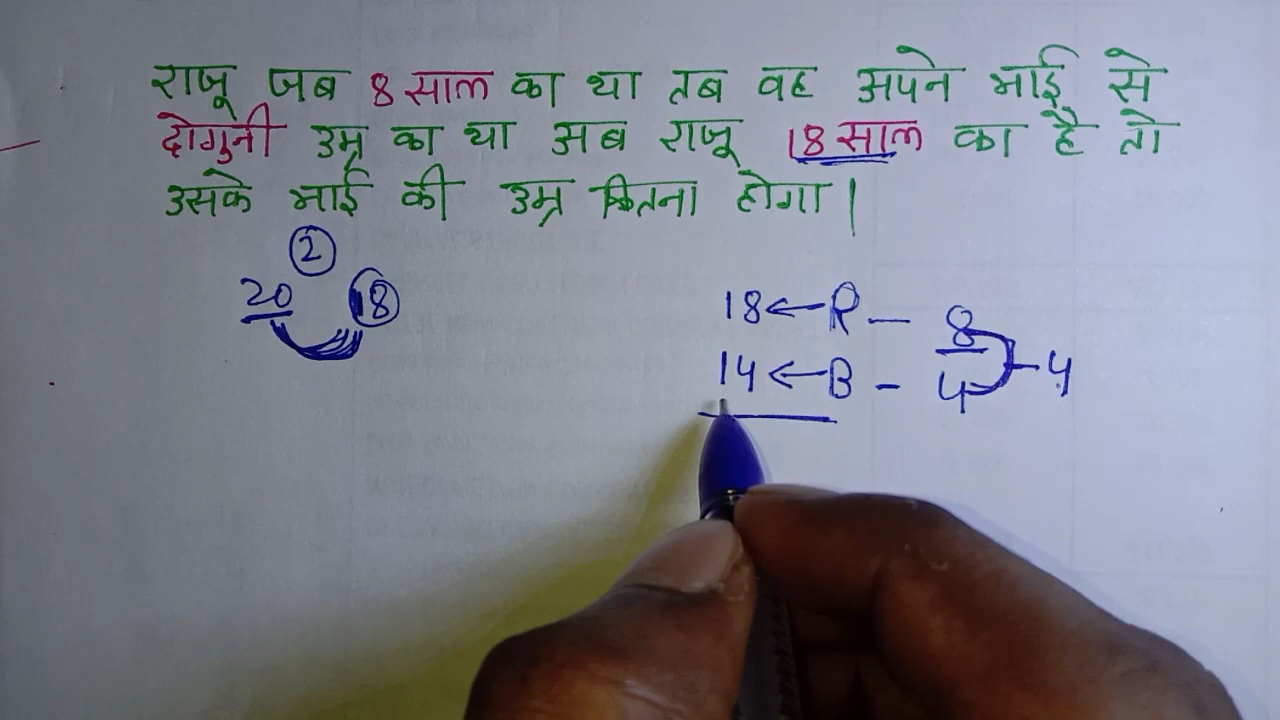 राजू जब 8 साल का था तब वह अपने भाई से
दोगुनी उम्र का था अब राजू 18 साल का है तो
उसके भाई की उम्र कितना होगा।
2
20 18
18 ← R — 8
14 ← B - 4
4